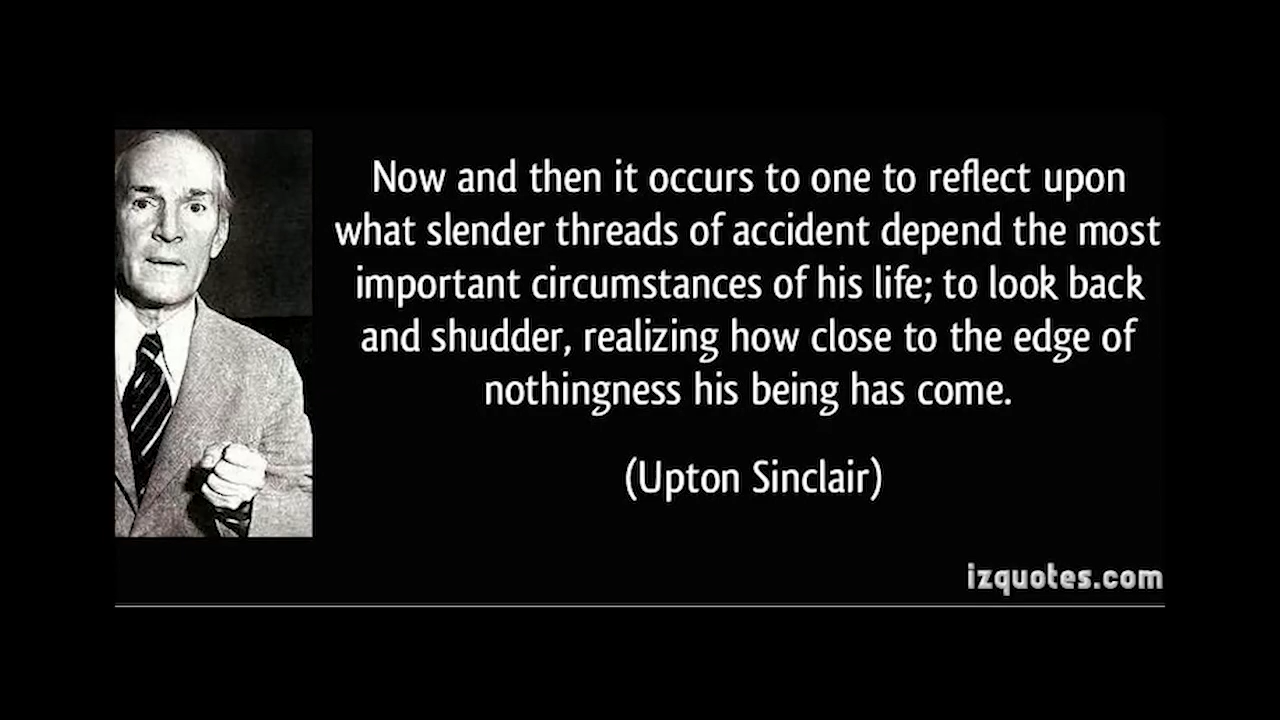 Now and then it occurs to one to reflect upon
what slender threads of accident depend the most
important circumstances of his life; to look back
and shudder, realizing how close to the edge of
nothingness his being has come.
(Upton Sinclair)
izquotes.com